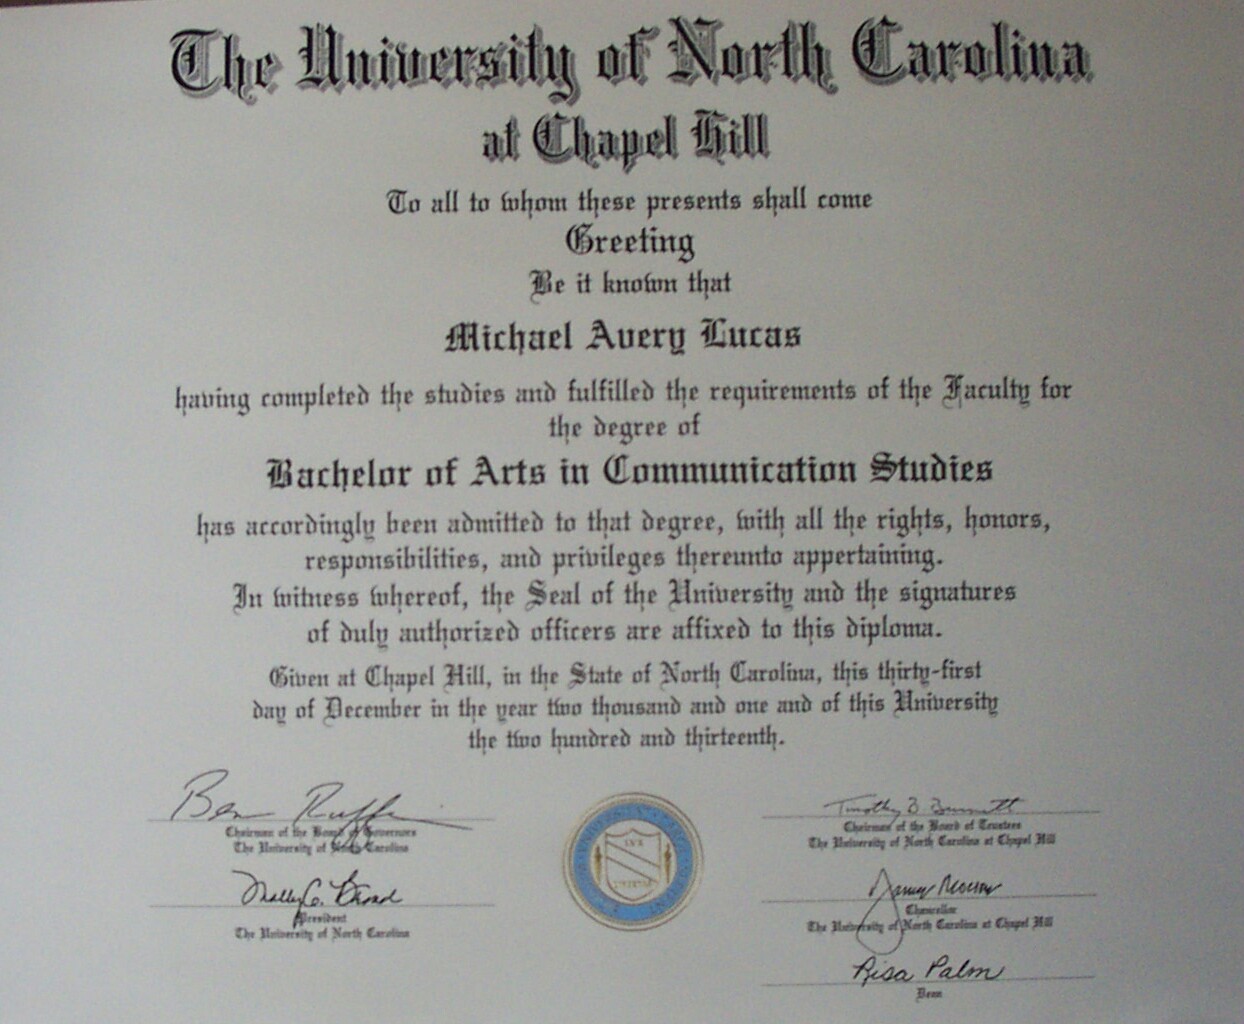 The University of North Carolina
at Chapel Hill
To all to whom these presents shall come
Greeting
Be it known that
Michael Avery Lucas
having completed the studies and fulfilled the requirements of the Faculty for
the degree of
Bachelor of Arts in Communication Studies
has accordingly been admitted to that degree, with all the rights, honors,
responsibilities, and privileges thereunto appertaining.
In witness whereof, the Seal of the University and the signatures
of duly authorized officers are affixed to this diploma.
Given at Chapel Hill, in the State of North Carolina, this thirty-first
day of December in the year two thousand and one and of this University
the two hundred and thirteenth.
Ben Ruffin
Chairman of the Board of Governors
The University of North Carolina
Molly C. Broad
President
The University of North Carolina
Timothy B. Burnett
Chairman of the Board of Trustees
The University of North Carolina at Chapel Hill
James Moeser
Chancellor
The University of North Carolina at Chapel Hill
Risa Palm
Dean